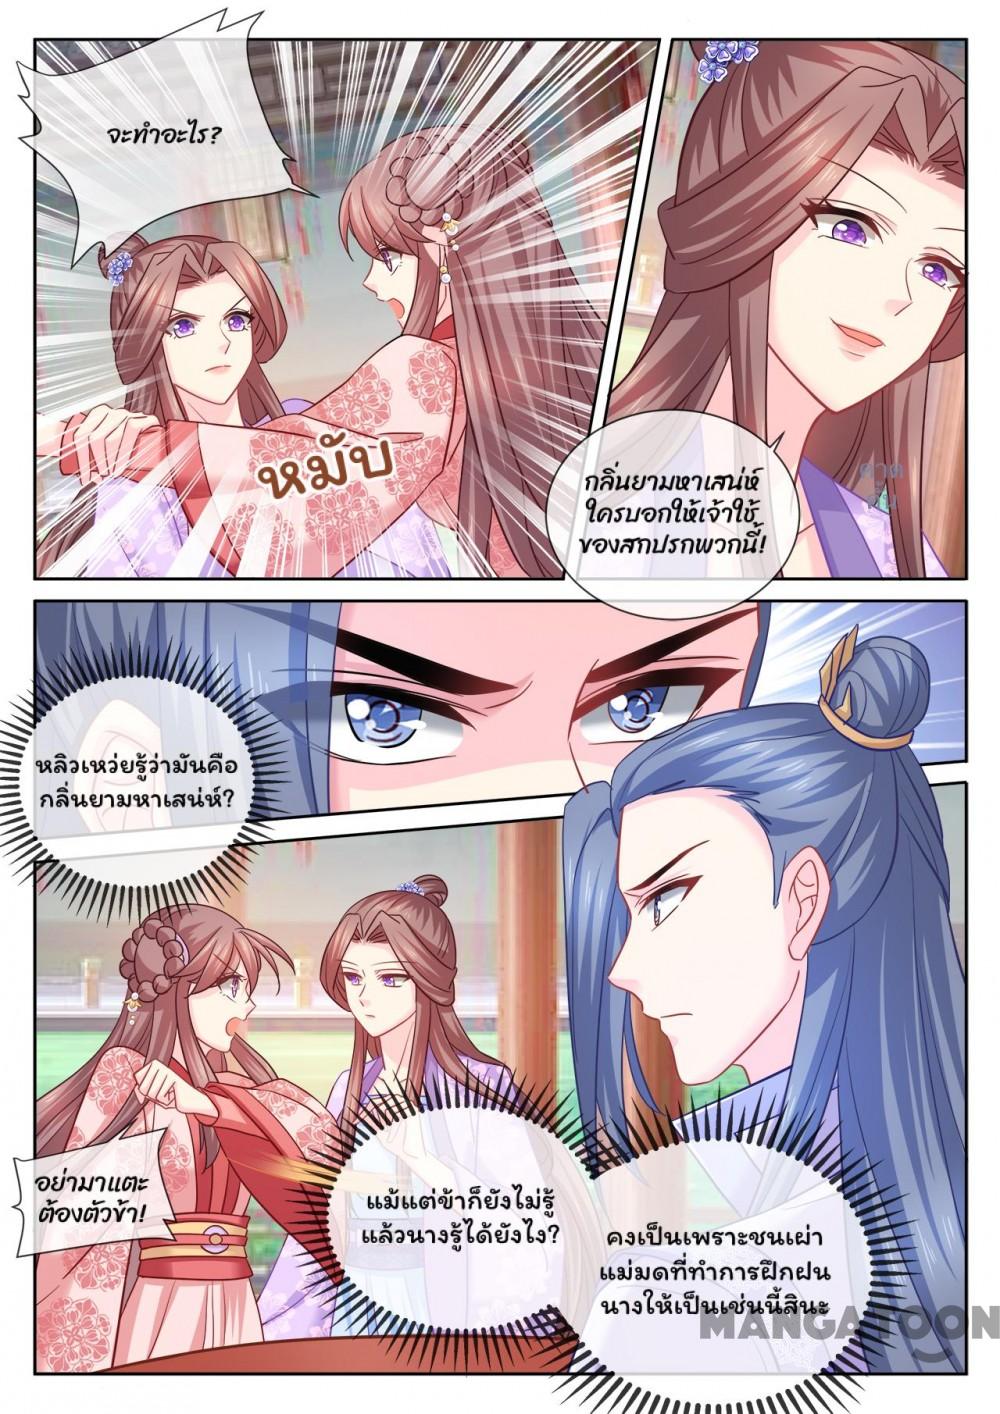 จะทำอะไร?
หมับ
กลิ่นยามหาเสน่ห์
ใครบอกให้เจ้าใช้
ของสกปรกพวกนี้!
หลิวเหว่ยรู้ว่ามันคือ
กลิ่นยามหาเสน่ห์?
อย่ามาแตะ
ต้องตัวข้า!
แม้แต่ข้าก็ยังไม่รู้
แล้วนางรู้ได้ยังไง?
คงเป็นเพราะชนเผ่า
แม่มดที่ทำการฝึกฝน
นางให้เป็นเช่นนี้สินะ
MANGATOON